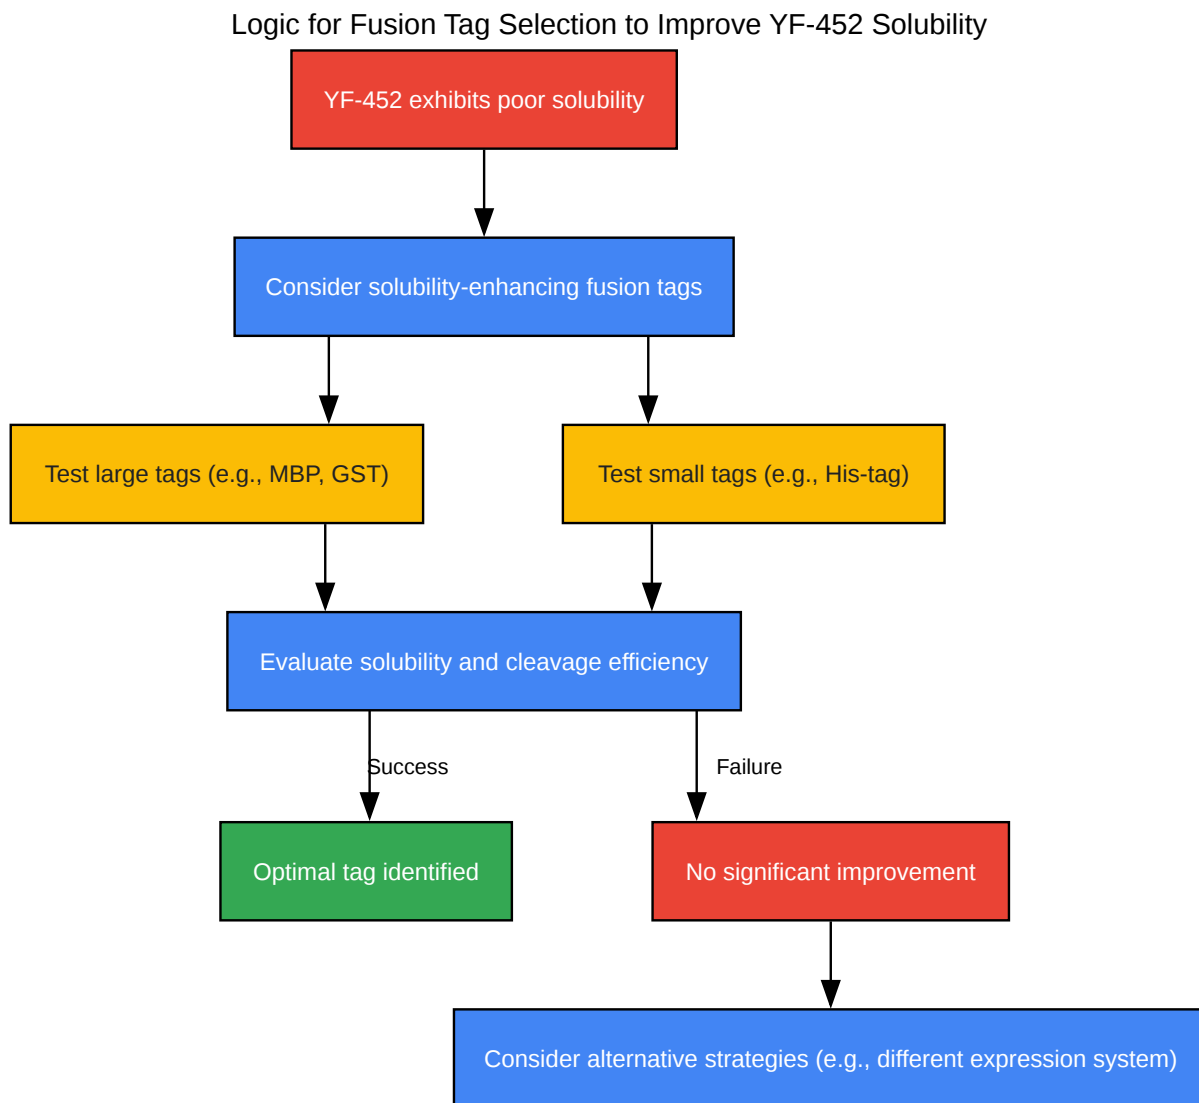 Logic for Fusion Tag Selection to Improve YF-452 Solubility
YF-452 exhibits poor solubility
Consider solubility-enhancing fusion tags
Test large tags (e.g., MBP, GST)
Test small tags (e.g., His-tag)
Evaluate solubility and cleavage efficiency
Success
Failure
Optimal tag identified
No significant improvement
Consider alternative strategies (e.g., different expression system)